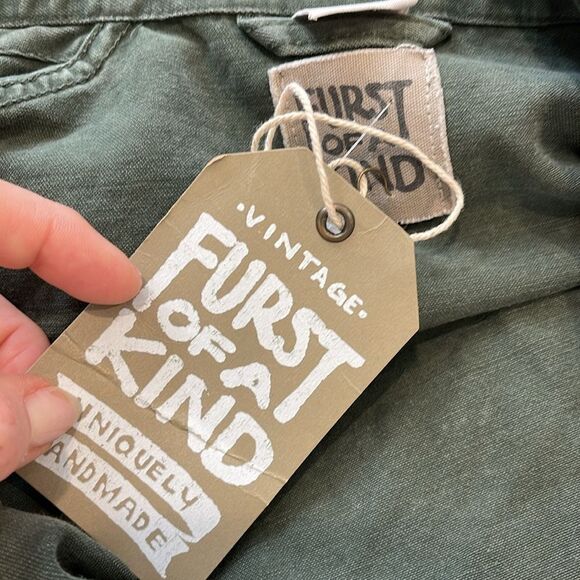 FURST
OF A
KIND
·VINTAGE·
FURST
OF A
KIND
UNIQUELY
HANDMADE